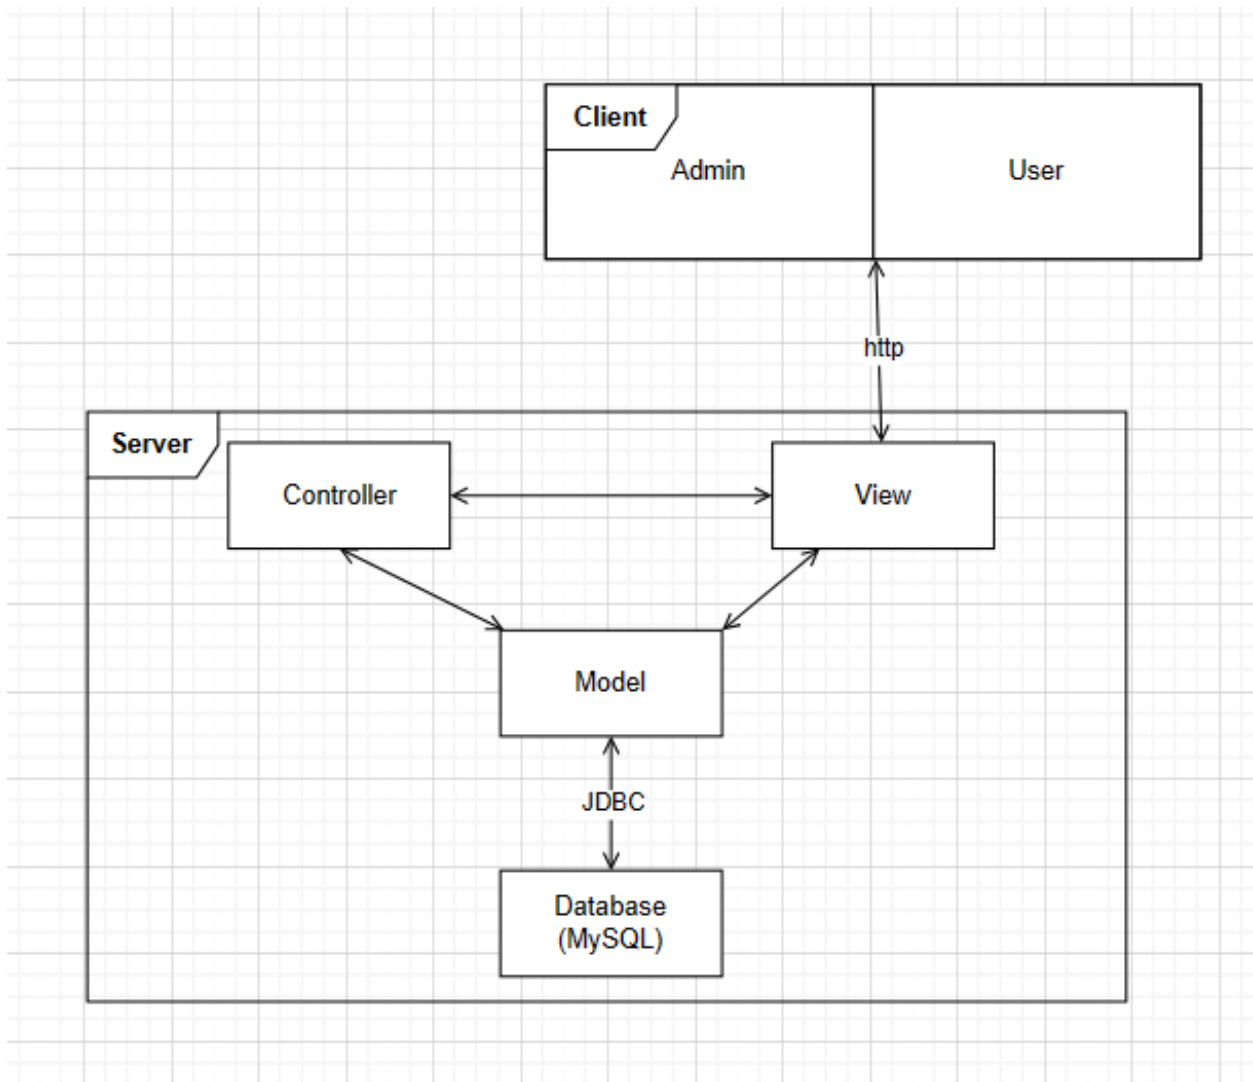 Client
Admin
User
http
Server
Controller
View
Model
JDBC
Database
(MySQL)